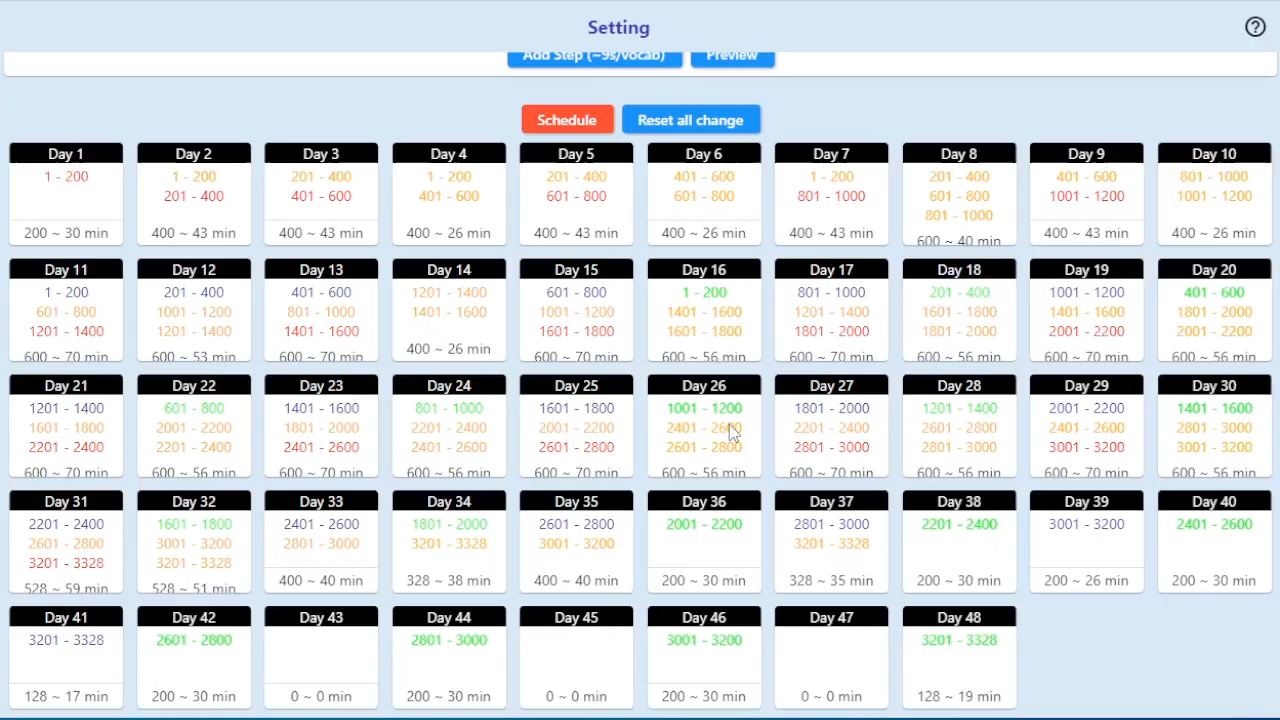 Setting
Add Step (~9s/vocab) Preview
Schedule Reset all change
Day 1 Day 2 Day 3 Day 4 Day 5 Day 6 Day 7 Day 8 Day 9 Day 10
1 - 200 1 - 200 201 - 400 1 - 200 201 - 400 401 - 600 1 - 200 201 - 400 401 - 600 801 - 1000
201 - 400 401 - 600 401 - 600 601 - 800 601 - 800 801 - 1000 601 - 800 1001 - 1200 1001 - 1200
801 - 1000
200 ~ 30 min 400 ~ 43 min 400 ~ 43 min 400 ~ 26 min 400 ~ 43 min 400 ~ 26 min 400 ~ 43 min 600 ~ 40 min 400 ~ 43 min 400 ~ 26 min
Day 11 Day 12 Day 13 Day 14 Day 15 Day 16 Day 17 Day 18 Day 19 Day 20
1 - 200 201 - 400 401 - 600 1201 - 1400 601 - 800 1 - 200 801 - 1000 201 - 400 1001 - 1200 401 - 600
601 - 800 1001 - 1200 801 - 1000 1401 - 1600 1001 - 1200 1401 - 1600 1201 - 1400 1601 - 1800 1401 - 1600 1801 - 2000
1201 - 1400 1201 - 1400 1401 - 1600 1601 - 1800 1601 - 1800 1801 - 2000 1801 - 2000 2001 - 2200 2001 - 2200
600 ~ 70 min 600 ~ 53 min 600 ~ 70 min 400 ~ 26 min 600 ~ 70 min 600 ~ 56 min 600 ~ 70 min 600 ~ 56 min 600 ~ 70 min 600 ~ 56 min
Day 21 Day 22 Day 23 Day 24 Day 25 Day 26 Day 27 Day 28 Day 29 Day 30
1201 - 1400 601 - 800 1401 - 1600 801 - 1000 1601 - 1800 1001 - 1200 1801 - 2000 1201 - 1400 2001 - 2200 1401 - 1600
1601 - 1800 2001 - 2200 1801 - 2000 2201 - 2400 2001 - 2200 2401 - 2600 2201 - 2400 2601 - 2800 2401 - 2600 2801 - 3000
2201 - 2400 2201 - 2400 2401 - 2600 2401 - 2600 2601 - 2800 2601 - 2800 2801 - 3000 2801 - 3000 3001 - 3200 3001 - 3200
600 ~ 70 min 600 ~ 56 min 600 ~ 70 min 600 ~ 56 min 600 ~ 70 min 600 ~ 56 min 600 ~ 70 min 600 ~ 56 min 600 ~ 70 min 600 ~ 56 min
Day 31 Day 32 Day 33 Day 34 Day 35 Day 36 Day 37 Day 38 Day 39 Day 40
2201 - 2400 1601 - 1800 2401 - 2600 1801 - 2000 2601 - 2800 2001 - 2200 2801 - 3000 2201 - 2400 3001 - 3200 2401 - 2600
2601 - 2800 3001 - 3200 2801 - 3000 3201 - 3328 3001 - 3200 3201 - 3328
3201 - 3328 3201 - 3328
528 ~ 59 min 528 ~ 51 min 400 ~ 40 min 328 ~ 38 min 400 ~ 40 min 200 ~ 30 min 328 ~ 35 min 200 ~ 30 min 200 ~ 26 min 200 ~ 30 min
Day 41 Day 42 Day 43 Day 44 Day 45 Day 46 Day 47 Day 48
3201 - 3328 2601 - 2800 2801 - 3000 3001 - 3200 3201 - 3328
128 ~ 17 min 200 ~ 30 min 0 ~ 0 min 200 ~ 30 min 0 ~ 0 min 200 ~ 30 min 0 ~ 0 min 128 ~ 19 min